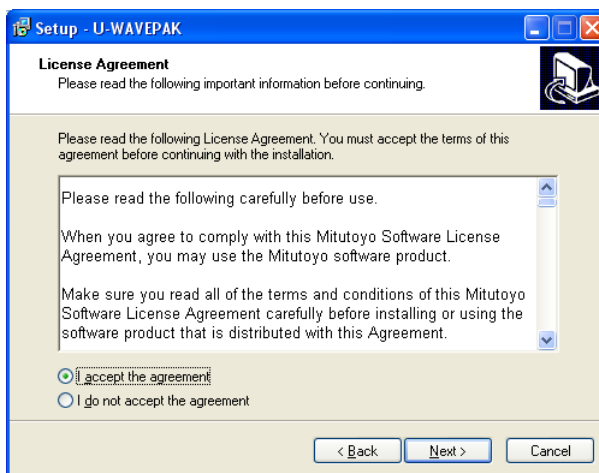 Setup - U-WAVEPAK
License Agreement
Please read the following important information before continuing.
Please read the following License Agreement. You must accept the terms of this
agreement before continuing with the installation.
Please read the following carefully before use.
When you agree to comply with this Mitutoyo Software License
Agreement, you may use the Mitutoyo software product.
Make sure you read all of the terms and conditions of this Mitutoyo
Software License Agreement carefully before installing or using the
software product that is distributed with this Agreement.
I accept the agreement
I do not accept the agreement
< Back
Next >
Cancel